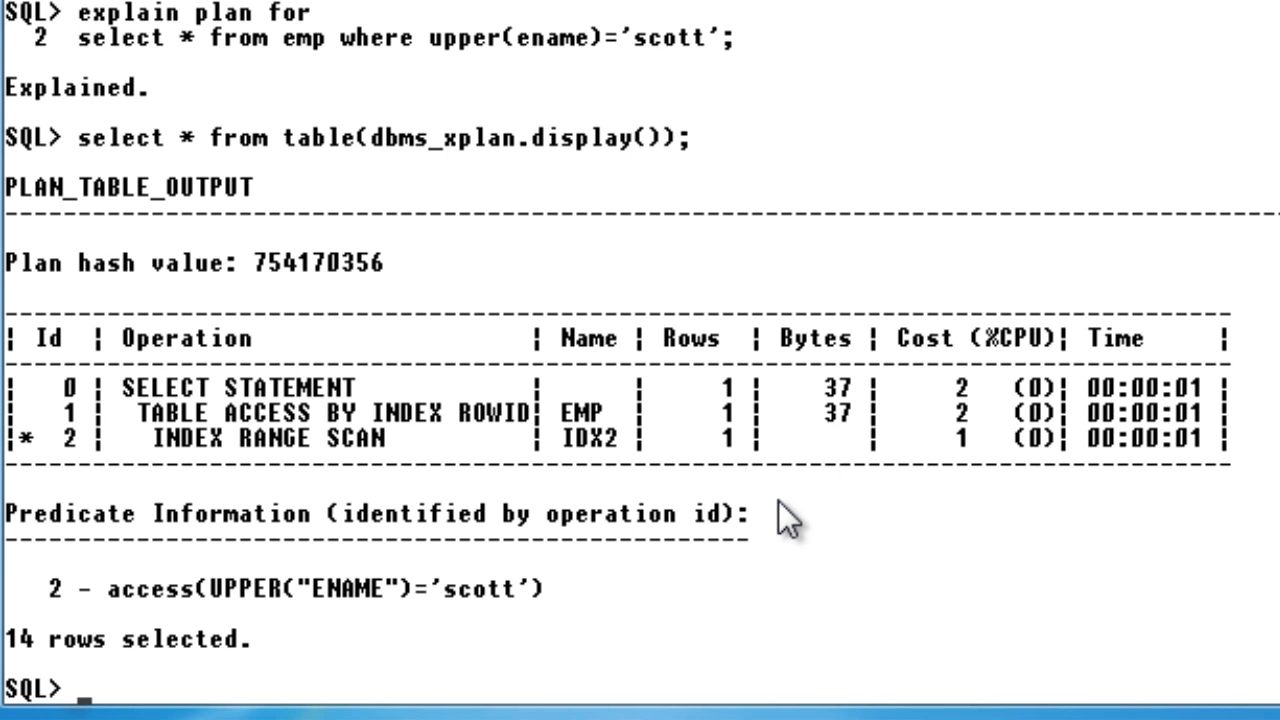 SQL> explain plan for
  2  select * from emp where upper(ename)='scott';
Explained.
SQL> select * from table(dbms_xplan.display());
PLAN_TABLE_OUTPUT
--------------------------------------------------------------------------------
Plan hash value: 754170356
------------------------------------------------------------------------------------
| Id  | Operation                   | Name | Rows  | Bytes | Cost (%CPU)| Time     |
------------------------------------------------------------------------------------
|   0 | SELECT STATEMENT            |      |     1 |    37 |     2   (0)| 00:00:01 |
|   1 |  TABLE ACCESS BY INDEX ROWID| EMP  |     1 |    37 |     2   (0)| 00:00:01 |
|*  2 |   INDEX RANGE SCAN          | IDX2 |     1 |       |     1   (0)| 00:00:01 |
------------------------------------------------------------------------------------
Predicate Information (identified by operation id):
---------------------------------------------------
   2 - access(UPPER("ENAME")='scott')
14 rows selected.
SQL> _